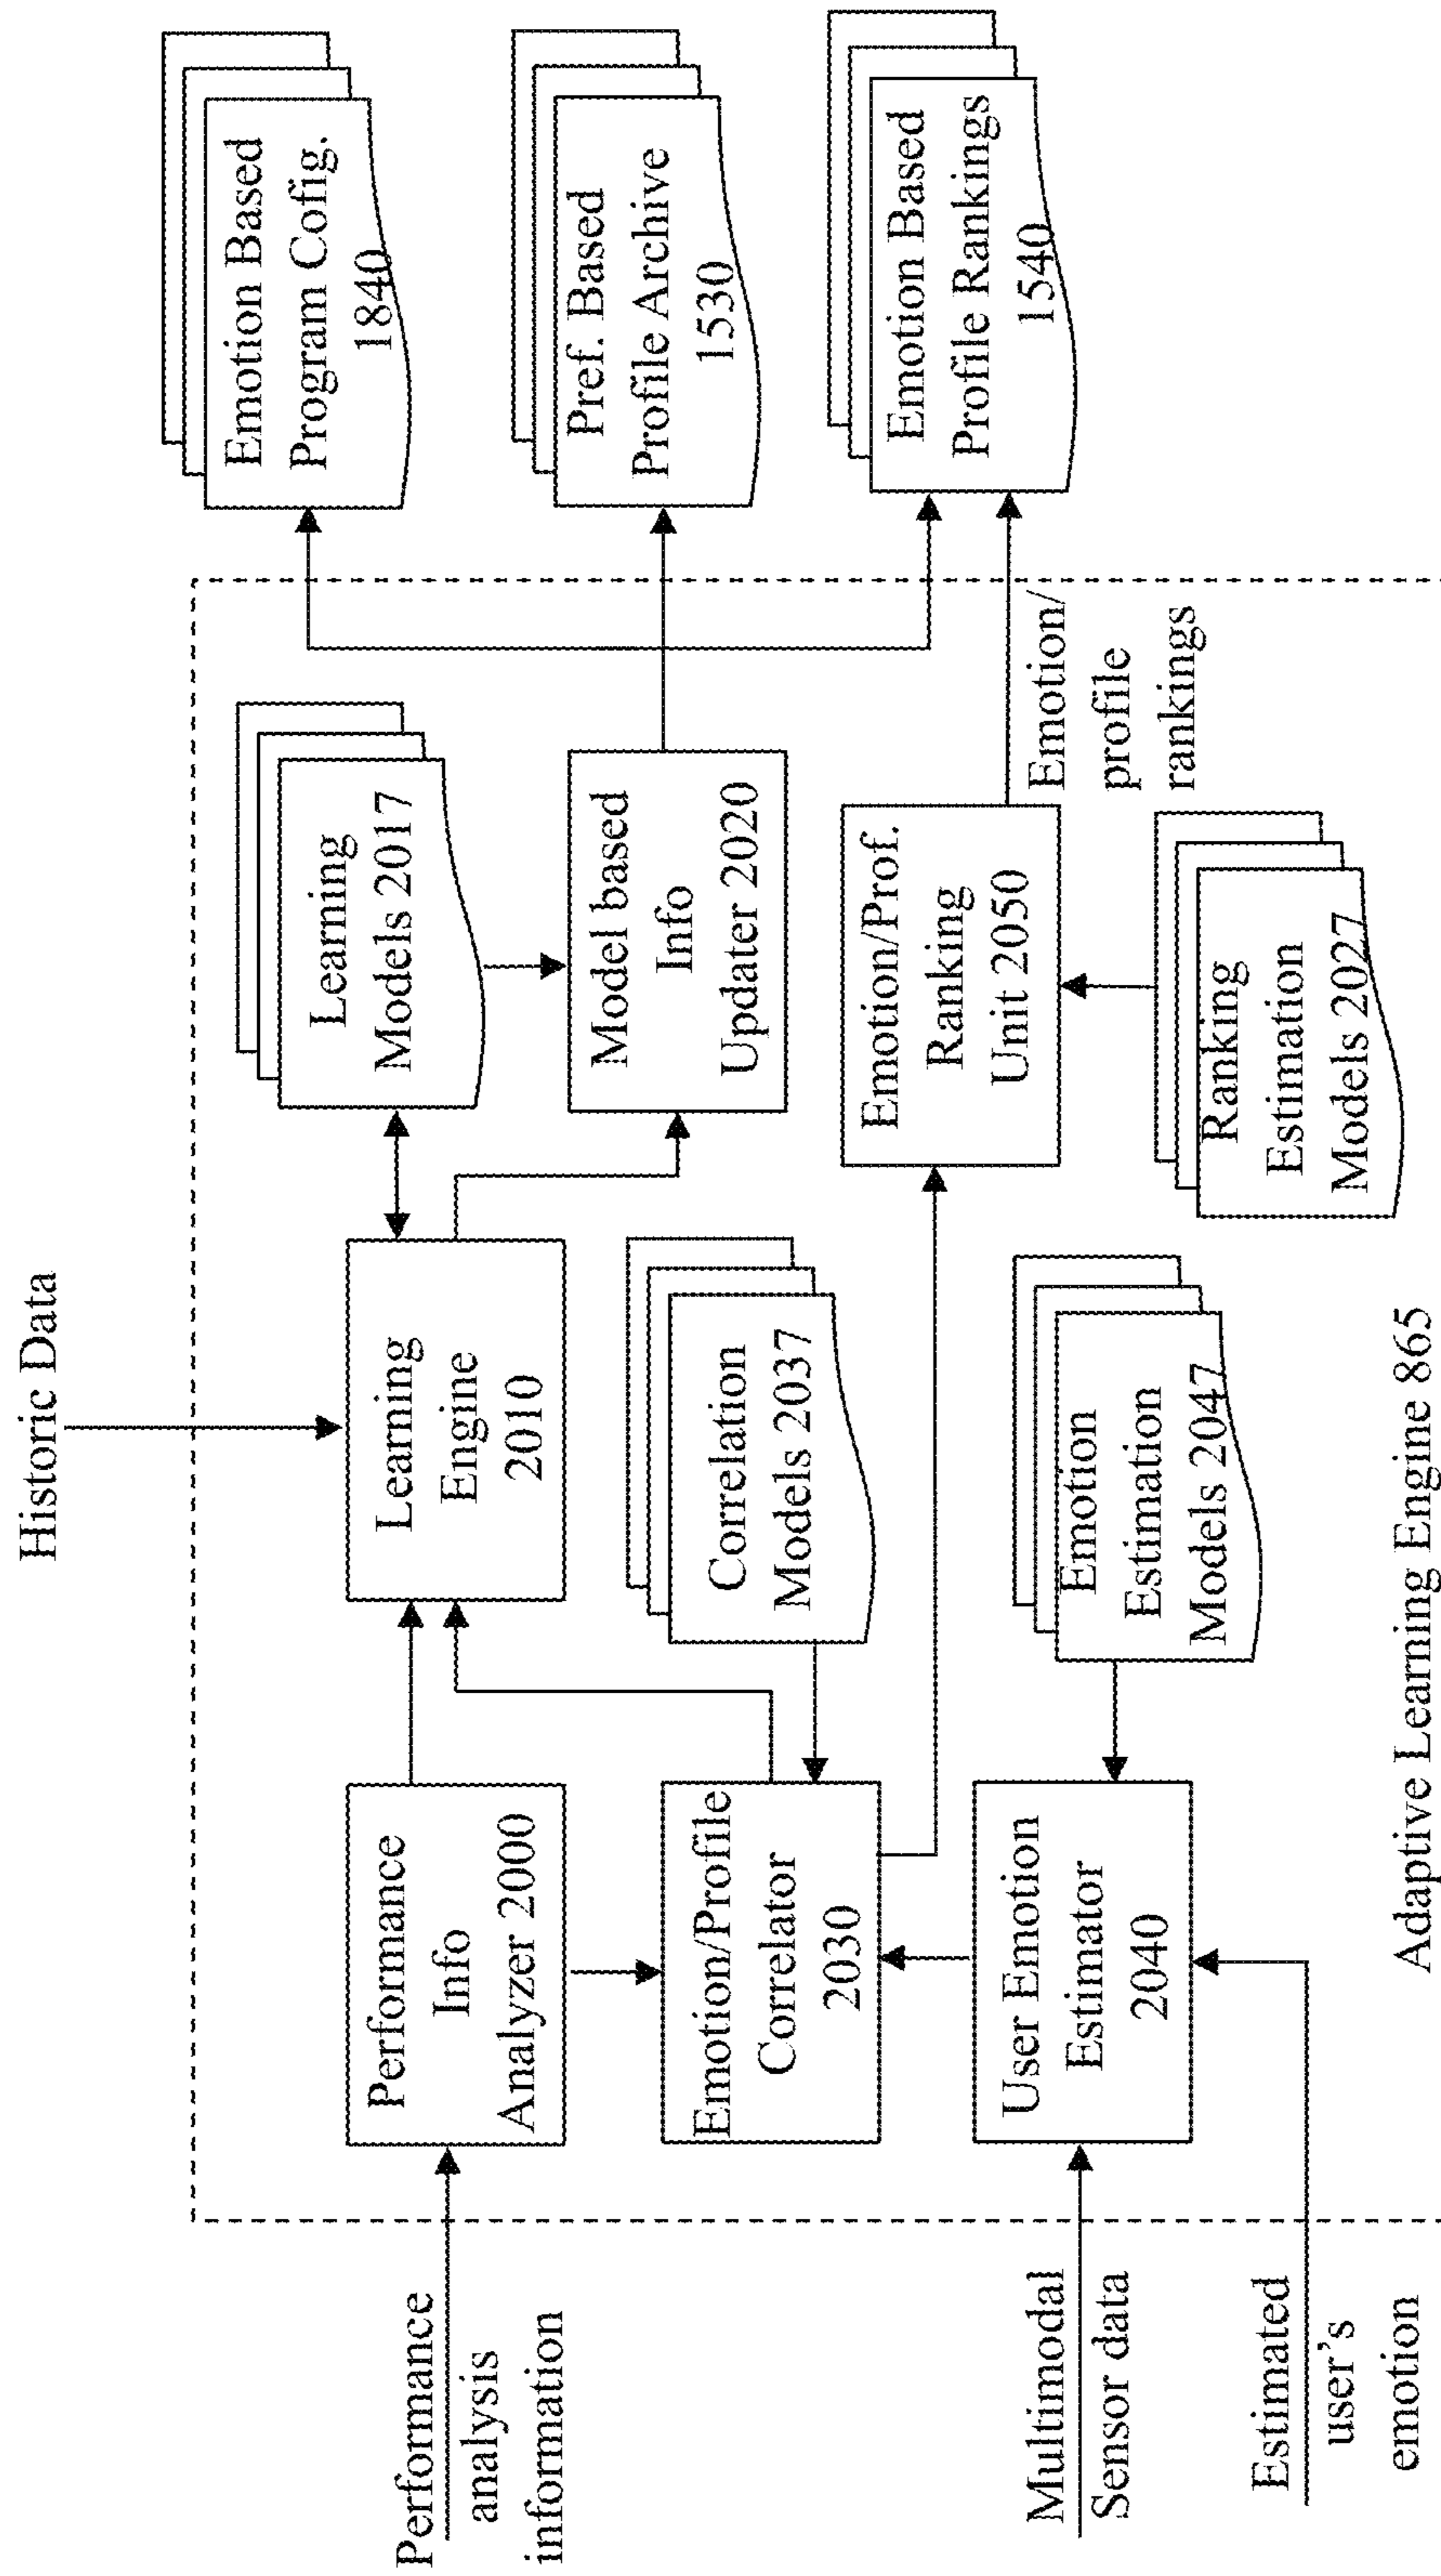 Historic Data
Performance
analysis
information
Multimodal
Sensor data
Estimated
user's
emotion
Performance
Info
Analyzer 2000
Emotion/Profile
Correlator
2030
User Emotion
Estimator
2040
Learning
Engine
2010
Correlation
Models 2037
Emotion
Estimation
Models 2047
Learning
Models 2017
Model based
Info
Updater 2020
Emotion/Prof.
Ranking
Unit 2050
Ranking
Estimation
Models 2027
Emotion/
profile
rankings
Emotion Based
Program Cofig.
1840
Pref. Based
Profile Archive
1530
Emotion Based
Profile Rankings
1540
Adaptive Learning Engine 865